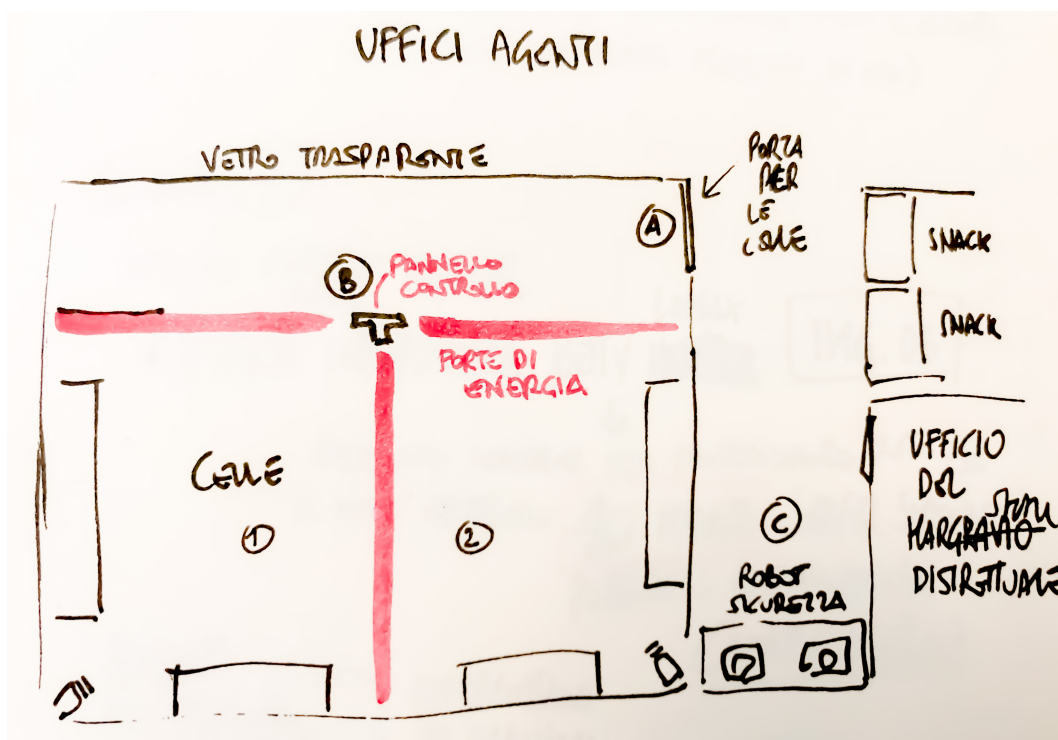 UFFICI AGENTI
VETRO TRASPARENTE
PORTA
PER
LE
CELLE
A
B
PANNELLO
CONTROLLO
SNACK
SNACK
PORTE DI
ENERGIA
CELLE
1
2
C
ROBOT
SICUREZZA
UFFICIO
DEL
MARGRAVIO
DISTRETTUALE